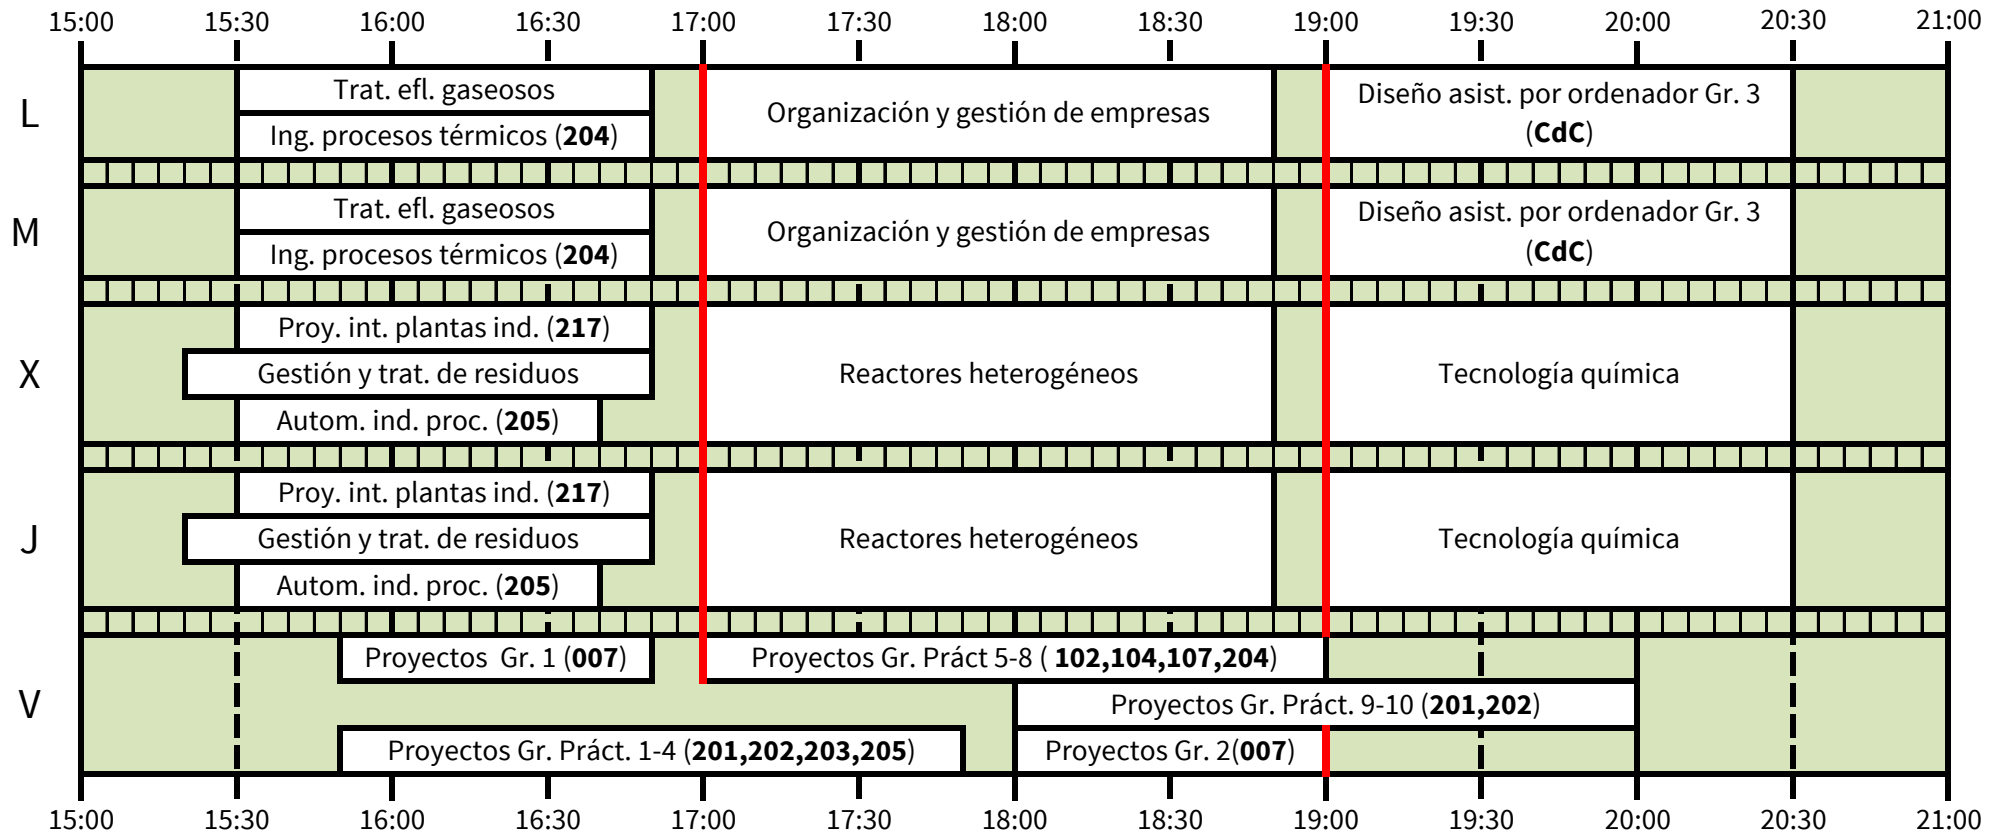 15:00 15:30 16:00 16:30 17:00 17:30 18:00 18:30 19:00 19:30 20:00 20:30 21:00
L
Trat. efl. gaseosos
Ing. procesos térmicos (204)
Organización y gestión de empresas
Diseño asist. por ordenador Gr. 3
(CdC)
M
Trat. efl. gaseosos
Ing. procesos térmicos (204)
Organización y gestión de empresas
Diseño asist. por ordenador Gr. 3
(CdC)
X
Proy. int. plantas ind. (217)
Gestión y trat. de residuos
Autom. ind. proc. (205)
Reactores heterogéneos
Tecnología química
J
Proy. int. plantas ind. (217)
Gestión y trat. de residuos
Autom. ind. proc. (205)
Reactores heterogéneos
Tecnología química
V
Proyectos  Gr. 1 (007)
Proyectos Gr. Práct 5-8 ( 102,104,107,204)
Proyectos Gr. Práct. 9-10 (201,202)
Proyectos Gr. Práct. 1-4 (201,202,203,205)
Proyectos Gr. 2(007)
15:00 15:30 16:00 16:30 17:00 17:30 18:00 18:30 19:00 19:30 20:00 20:30 21:00